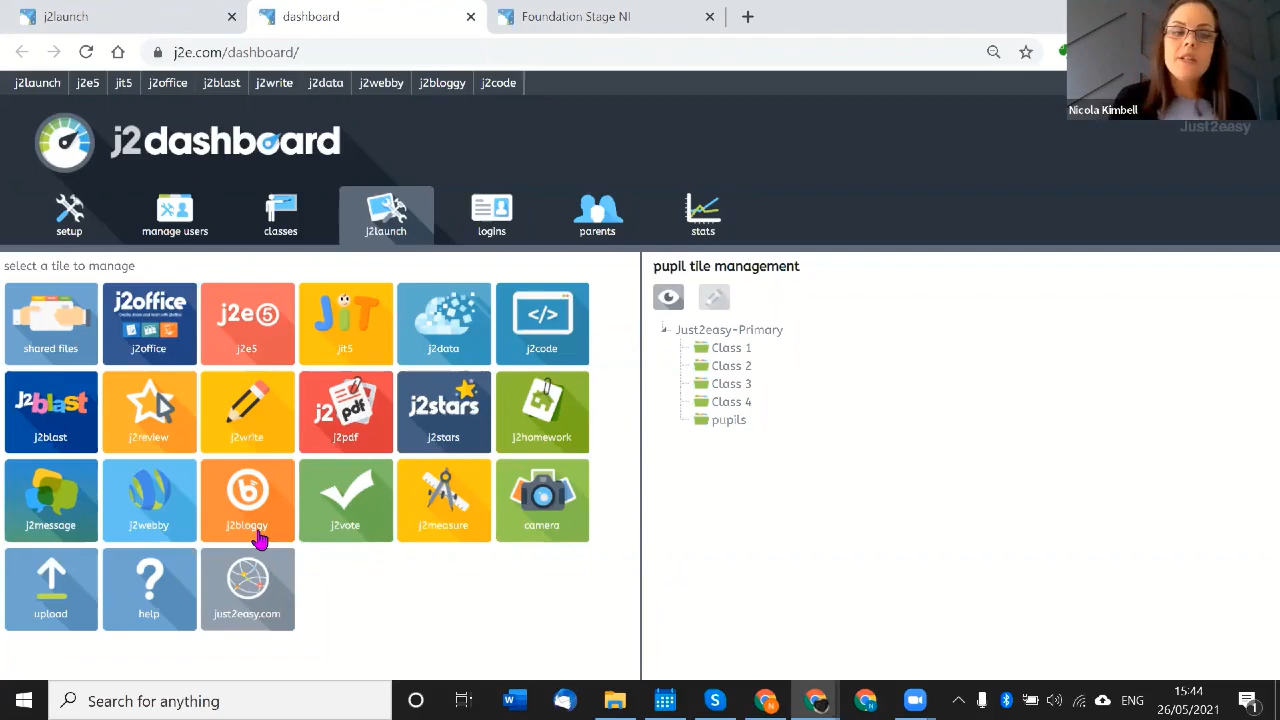 j2launch
dashboard
Foundation Stage NI
j2e.com/dashboard/
j2launch j2e5 jit5 j2office j2blast j2write j2data j2webby j2bloggy j2code
Nicola Kimbell
Just2easy
j2dashboard
setup manage users classes j2launch logins parents stats
select a tile to manage
shared files
j2office
j2office
j2e5
j2e5
JiT
jit5
j2data
</>
j2code
j2blast
j2blast
j2review
j2write
j2 pdf
j2pdf
j2stars
j2stars
j2homework
j2message
j2webby
b
j2bloggy
j2vote
j2measure
camera
upload
?
help
just2easy.com
pupil tile management
Just2easy-Primary
Class 1
Class 2
Class 3
Class 4
pupils
Search for anything
ENG
15:44
26/05/2021